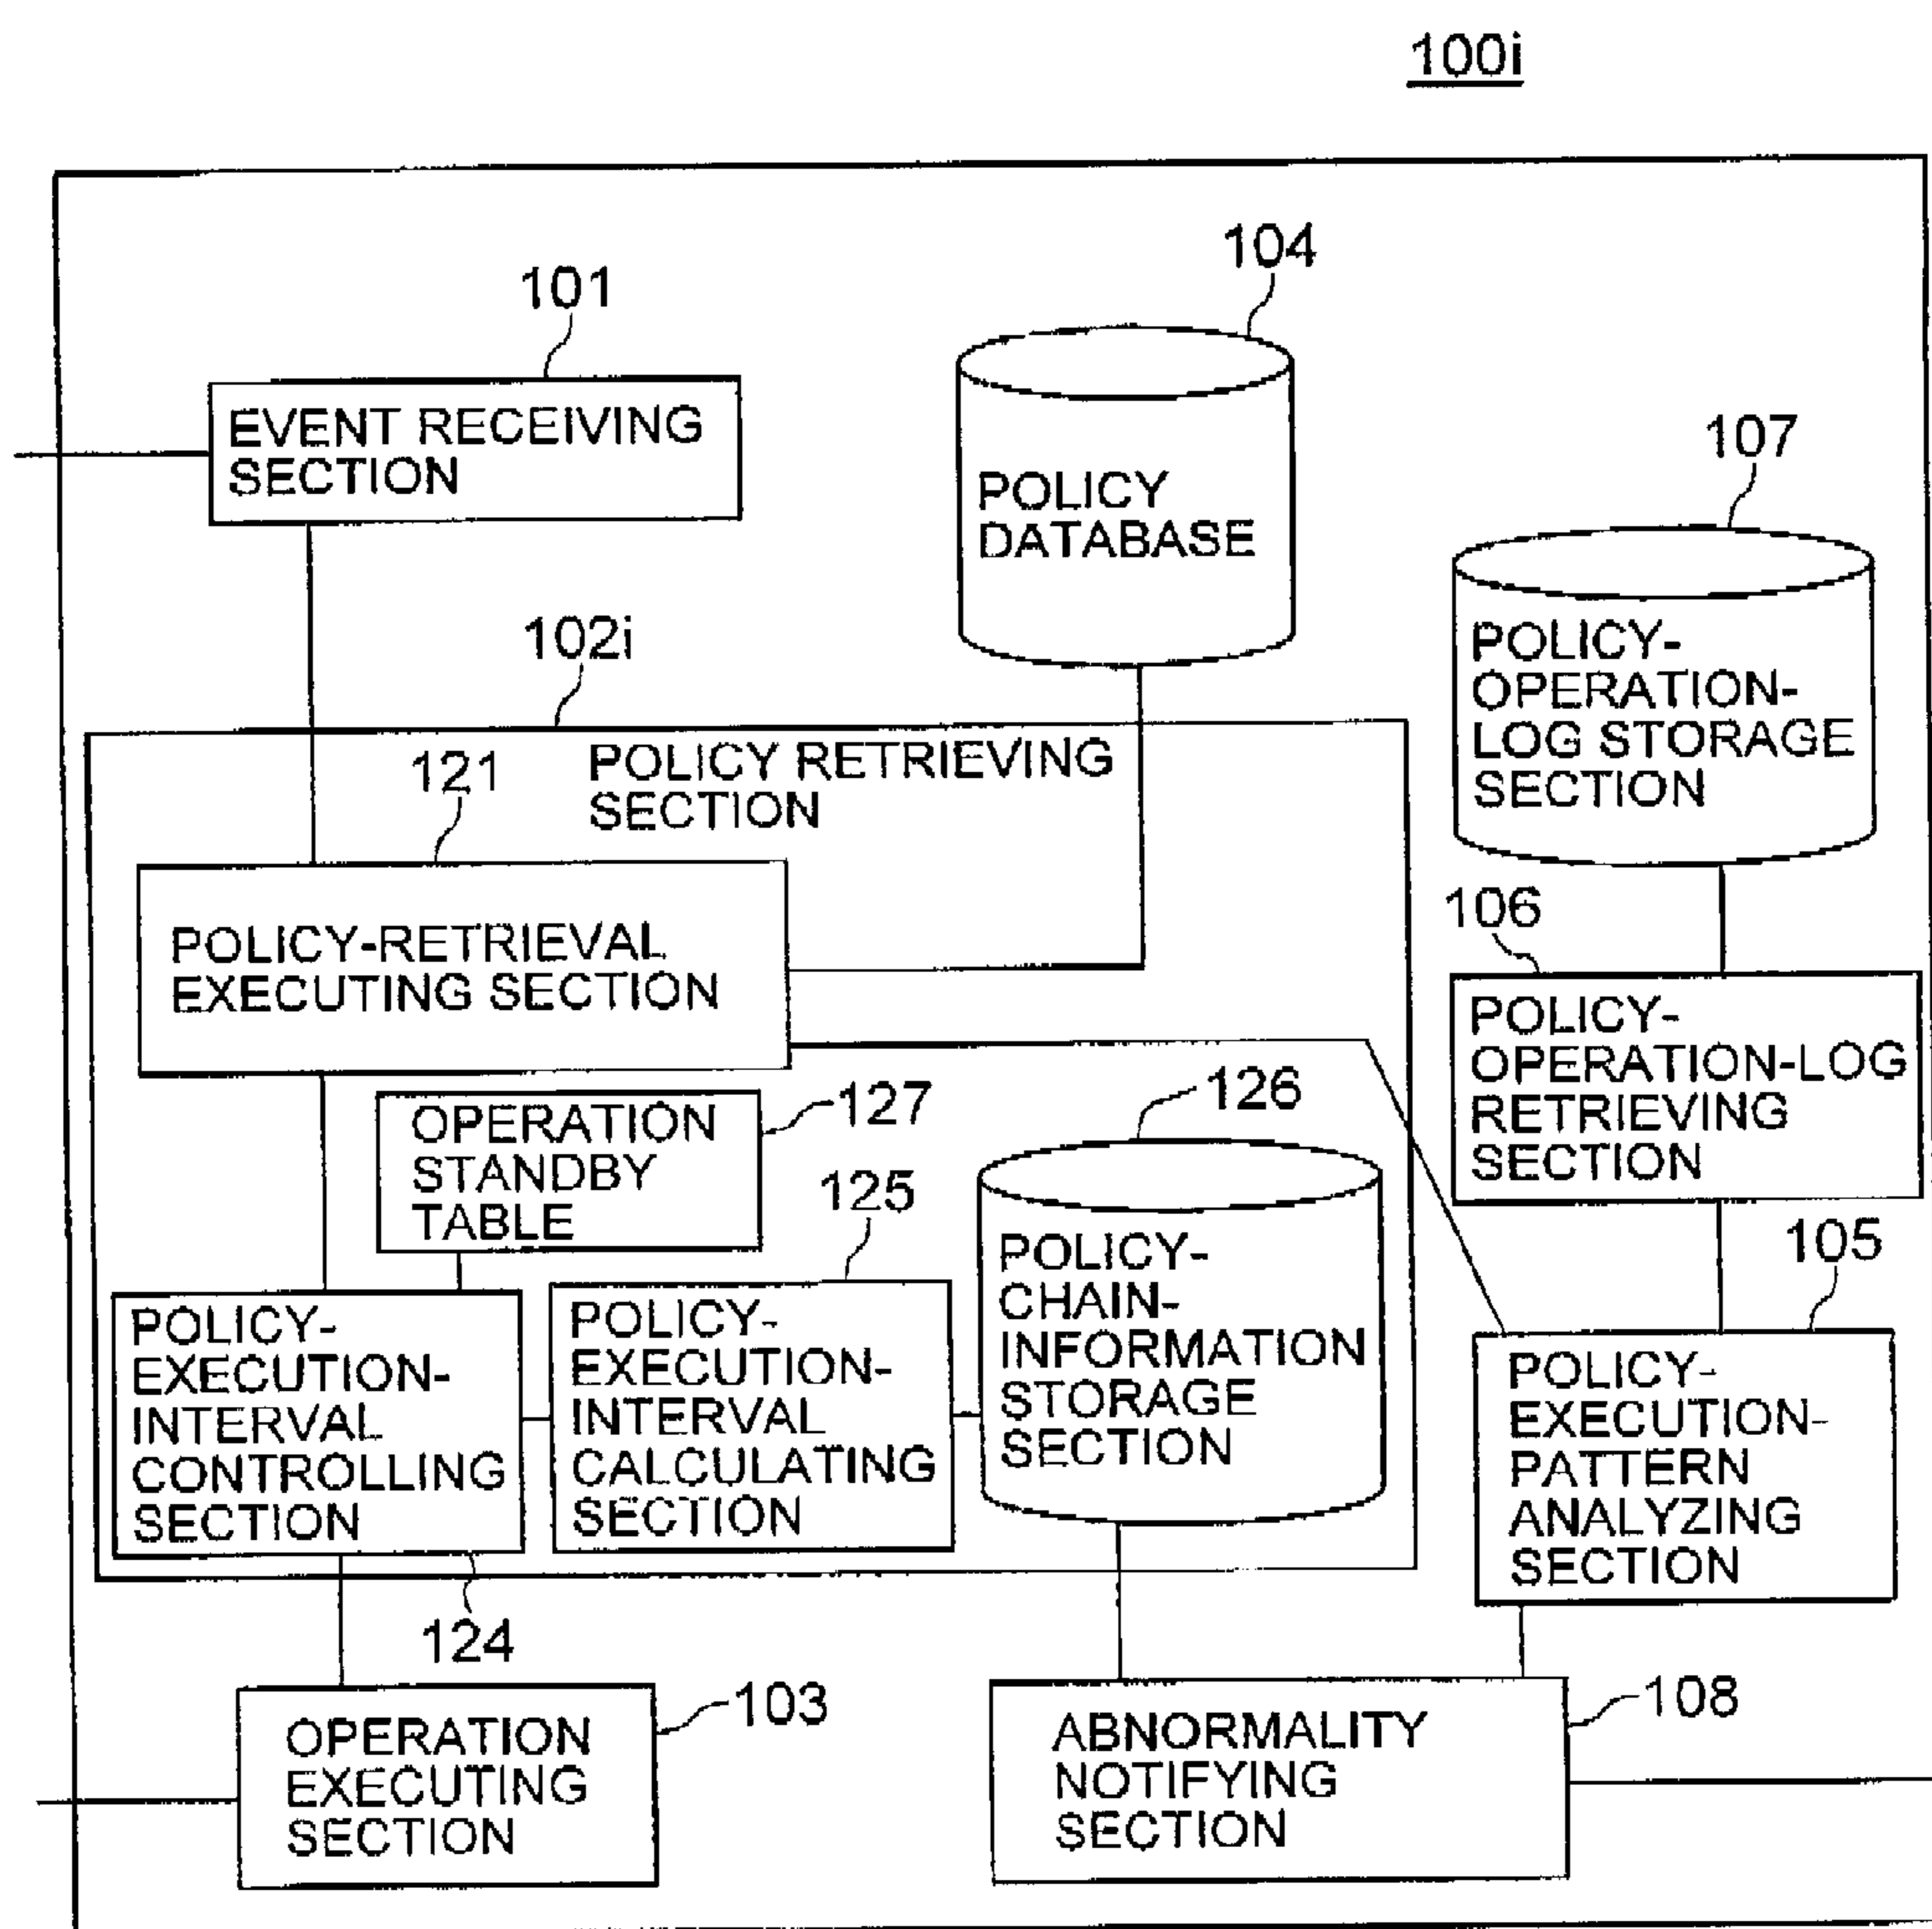 100i
104
101
EVENT RECEIVING
SECTION
POLICY
DATABASE
107
POLICY-
OPERATION-
LOG STORAGE
SECTION
102i
POLICY RETRIEVING
SECTION
121
POLICY-RETRIEVAL
EXECUTING SECTION
106
POLICY-
OPERATION-LOG
RETRIEVING
SECTION
127
OPERATION
STANDBY
TABLE
126
125
POLICY-
CHAIN-
INFORMATION
STORAGE
SECTION
105
POLICY-
EXECUTION-
INTERVAL
CONTROLLING
SECTION
POLICY-
EXECUTION-
INTERVAL
CALCULATING
SECTION
POLICY-
EXECUTION-
PATTERN
ANALYZING
SECTION
124
103
OPERATION
EXECUTING
SECTION
108
ABNORMALITY
NOTIFYING
SECTION